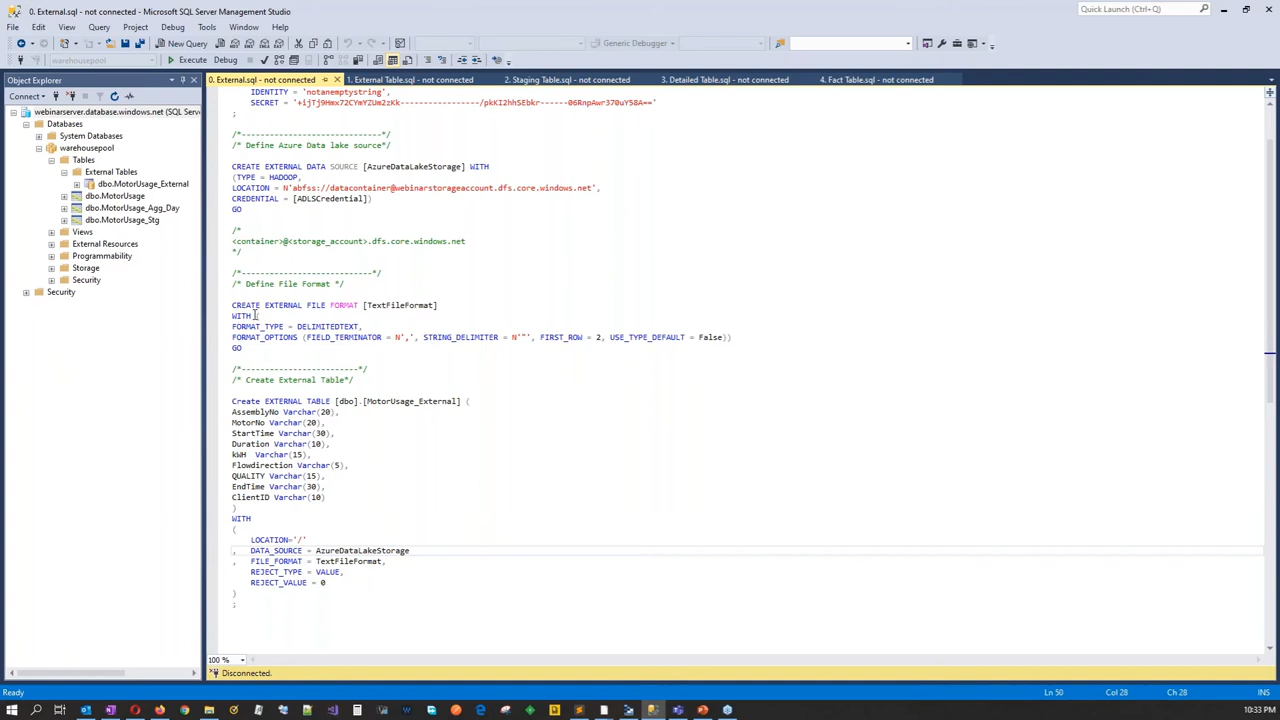 0. External.sql - not connected - Microsoft SQL Server Management Studio
Quick Launch (Ctrl+Q)
File Edit View Query Project Debug Tools Window Help
New Query
Generic Debugger
warehousepool
Execute Debug
Object Explorer
0. External.sql - not connected
1. External Table.sql - not connected
2. Staging Table.sql - not connected
3. Detailed Table.sql - not connected
4. Fact Table.sql - not connected
Connect
webinarserver.database.windows.net (SQL Serve
Databases
System Databases
warehousepool
Tables
External Tables
dbo.MotorUsage_External
dbo.MotorUsage
dbo.MotorUsage_Agg_Day
dbo.MotorUsage_Stg
Views
External Resources
Programmability
Storage
Security
Security
IDENTITY = 'notanemptystring',
;
/*--------------------------*/
/* Define Azure Data lake source*/
CREATE EXTERNAL DATA SOURCE [AzureDataLakeStorage] WITH
(TYPE = HADOOP,
LOCATION = N'abfss://datacontainer@webinarstorageaccount.dfs.core.windows.net',
CREDENTIAL = [ADLSCredential])
GO
/*
<container>@<storage_account>.dfs.core.windows.net
*/
/*---------------------------*/
/* Define File Format */
CREATE EXTERNAL FILE FORMAT [TextFileFormat]
WITH (
FORMAT_TYPE = DELIMITEDTEXT,
FORMAT_OPTIONS (FIELD_TERMINATOR = N',', STRING_DELIMITER = N'"', FIRST_ROW = 2, USE_TYPE_DEFAULT = False))
GO
/*-------------------------*/
/* Create External Table*/
Create EXTERNAL TABLE [dbo].[MotorUsage_External] (
AssemblyNo Varchar(20),
MotorNo Varchar(20),
StartTime Varchar(30),
Duration Varchar(10),
kWH  Varchar(15),
Flowdirection Varchar(5),
QUALITY Varchar(15),
EndTime Varchar(30),
ClientID Varchar(10)
)
WITH
(
LOCATION='/'
, DATA_SOURCE = AzureDataLakeStorage
, FILE_FORMAT = TextFileFormat,
REJECT_TYPE = VALUE,
REJECT_VALUE = 0
)
;
100 %
Disconnected.
Ready
Ln 50
Col 28
Ch 28
INS
10:33 PM